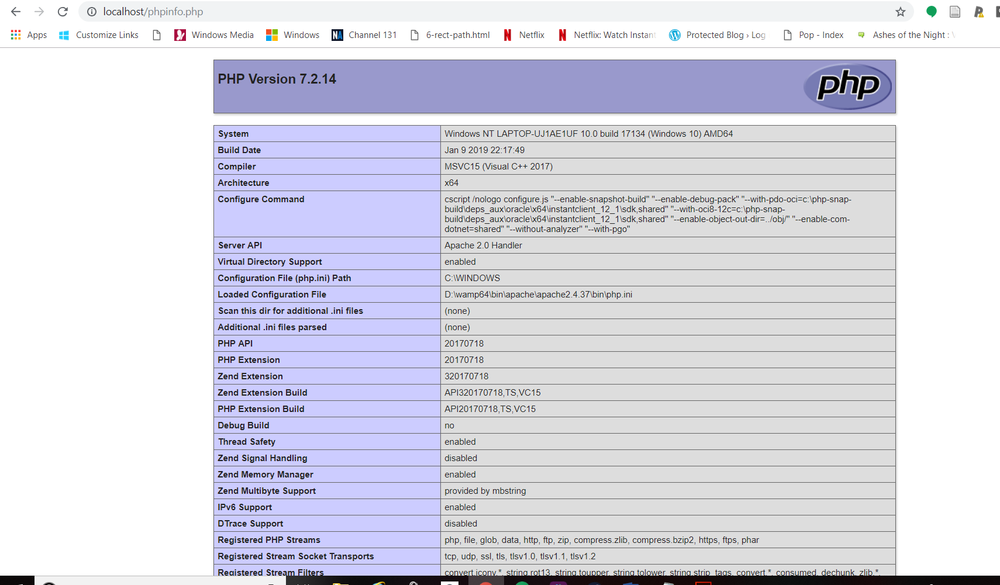 localhost/phpinfo.php
Apps Customize Links Windows Media Windows Channel 131 6-rect-path.html Netflix Netflix: Watch Instant Protected Blog › Log Pop - Index Ashes of the Night :
PHP Version 7.2.14
php
System Windows NT LAPTOP-UJ1AE1UF 10.0 build 17134 (Windows 10) AMD64
Build Date Jan 9 2019 22:17:49
Compiler MSVC15 (Visual C++ 2017)
Architecture x64
Configure Command cscript /nologo configure.js "--enable-snapshot-build" "--enable-debug-pack" "--with-pdo-oci=c:\php-snap-
build\deps_aux\oracle\x64\instantclient_12_1\sdk,shared" "--with-oci8-12c=c:\php-snap-
build\deps_aux\oracle\x64\instantclient_12_1\sdk,shared" "--enable-object-out-dir=../obj/" "--enable-com-
dotnet=shared" "--without-analyzer" "--with-pgo"
Server API Apache 2.0 Handler
Virtual Directory Support enabled
Configuration File (php.ini) Path C:\WINDOWS
Loaded Configuration File D:\wamp64\bin\apache\apache2.4.37\bin\php.ini
Scan this dir for additional .ini files (none)
Additional .ini files parsed (none)
PHP API 20170718
PHP Extension 20170718
Zend Extension 320170718
Zend Extension Build API320170718,TS,VC15
PHP Extension Build API20170718,TS,VC15
Debug Build no
Thread Safety enabled
Zend Signal Handling disabled
Zend Memory Manager enabled
Zend Multibyte Support provided by mbstring
IPv6 Support enabled
DTrace Support disabled
Registered PHP Streams php, file, glob, data, http, ftp, zip, compress.zlib, compress.bzip2, https, ftps, phar
Registered Stream Socket Transports tcp, udp, ssl, tls, tlsv1.0, tlsv1.1, tlsv1.2
Registered Stream Filters convert.iconv.*, string.rot13, string.toupper, string.tolower, string.strip_tags, convert.*, consumed, dechunk, zlib.*,